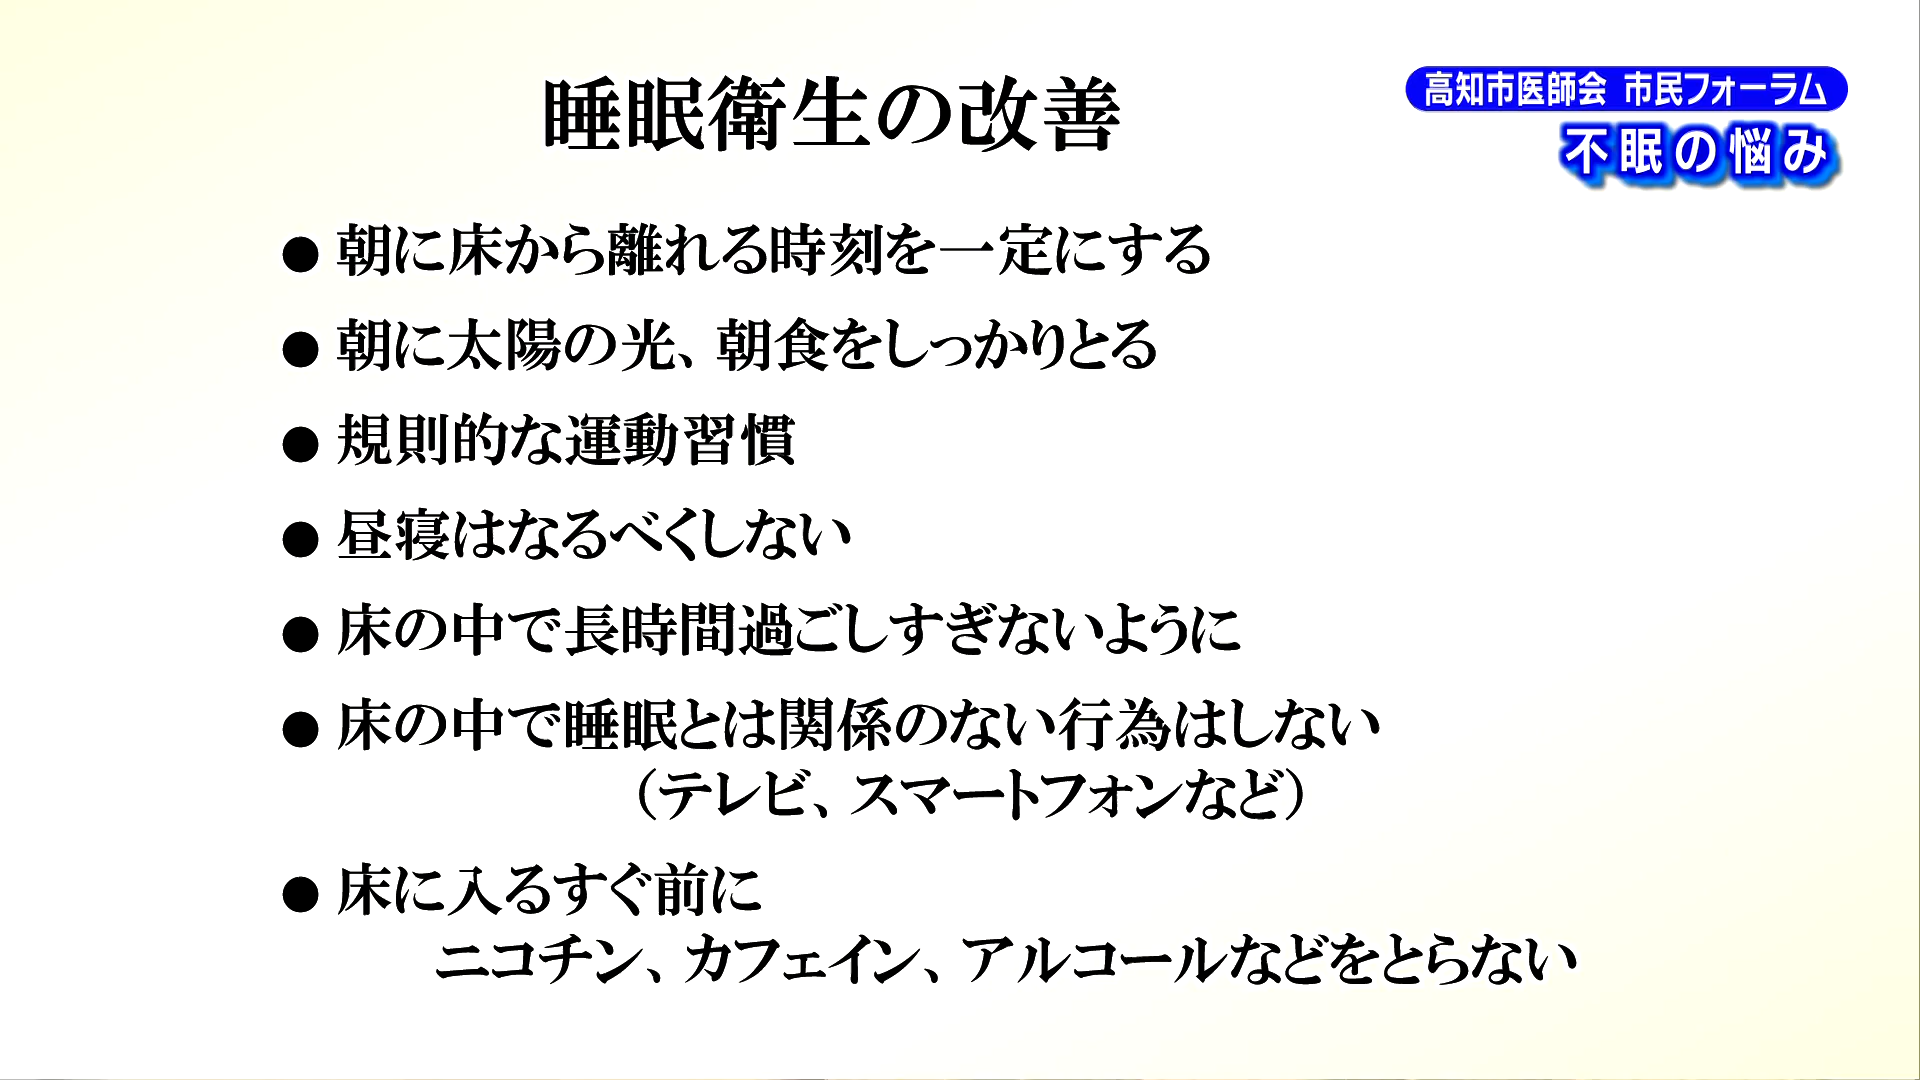 睡眠衛生の改善
高知市医師会 市民フォーラム
不眠の悩み
● 朝に床から離れる時刻を一定にする
● 朝に太陽の光、朝食をしっかりとる
● 規則的な運動習慣
● 昼寝はなるべくしない
● 床の中で長時間過ごしすぎないように
● 床の中で睡眠とは関係のない行為はしない
（テレビ、スマートフォンなど）
● 床に入るすぐ前に
ニコチン、カフェイン、アルコールなどをとらない